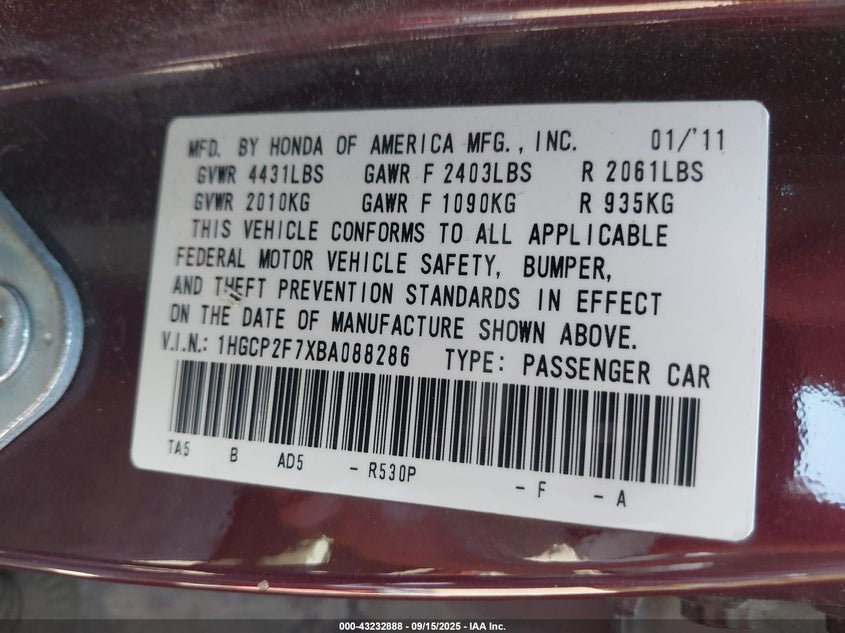 MFD. BY HONDA OF AMERICA MFG., INC. 01/'11
GVWR 4431LBS GAWR F 2403LBS R 2061LBS
GVWR 2010KG GAWR F 1090KG R 935KG
THIS VEHICLE CONFORMS TO ALL APPLICABLE
FEDERAL MOTOR VEHICLE SAFETY, BUMPER,
AND THEFT PREVENTION STANDARDS IN EFFECT
ON THE DATE OF MANUFACTURE SHOWN ABOVE.
V.I.N.: 1HGCP2F7XBA088286 TYPE: PASSENGER CAR
TA5 B AD5 - R530P - F - A
000-43232888 - 09/15/2025 - IAA Inc.